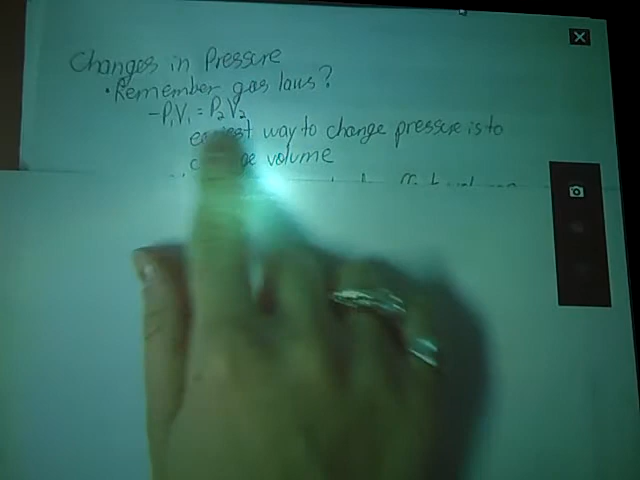 Changes in Pressure
• Remember gas laws?
- P₁V₁ = P₂V₂
way to change pressure is to
volume